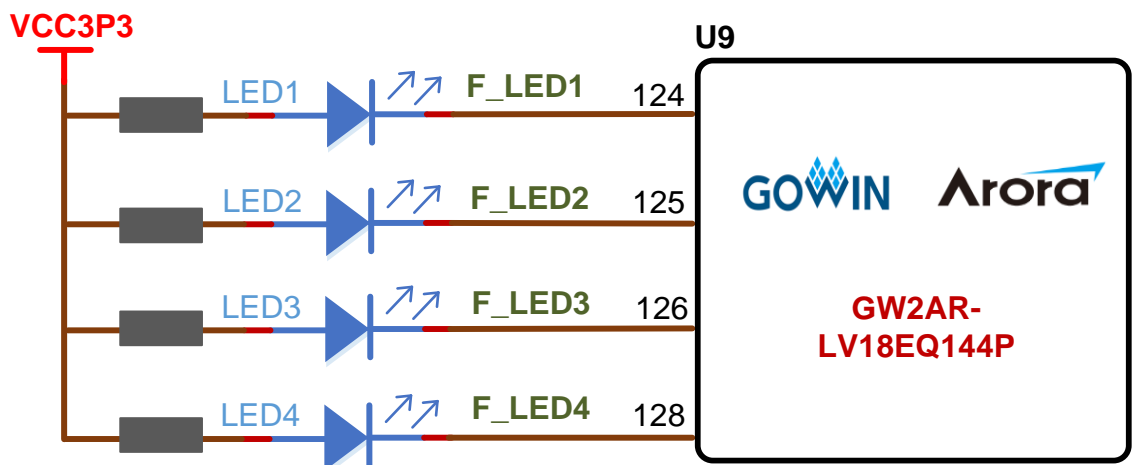 VCC3P3
U9
LED1 F_LED1 124
LED2 F_LED2 125
LED3 F_LED3 126
LED4 F_LED4 128
GOWIN Arora
GW2AR-
LV18EQ144P